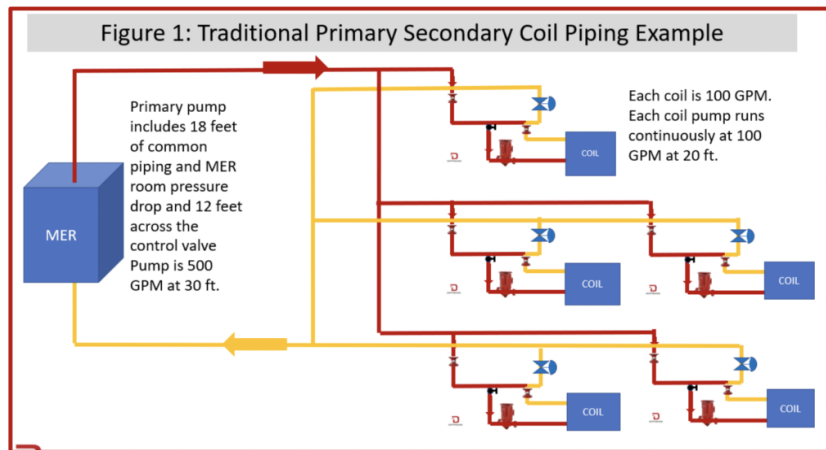 Figure 1: Traditional Primary Secondary Coil Piping Example
Primary pump
includes 18 feet
of common
piping and MER
room pressure
drop and 12 feet
across the
control valve
Pump is 500
GPM at 30 ft.
MER
Each coil is 100 GPM.
Each coil pump runs
continuously at 100
GPM at 20 ft.
COIL
COIL
COIL
COIL
COIL